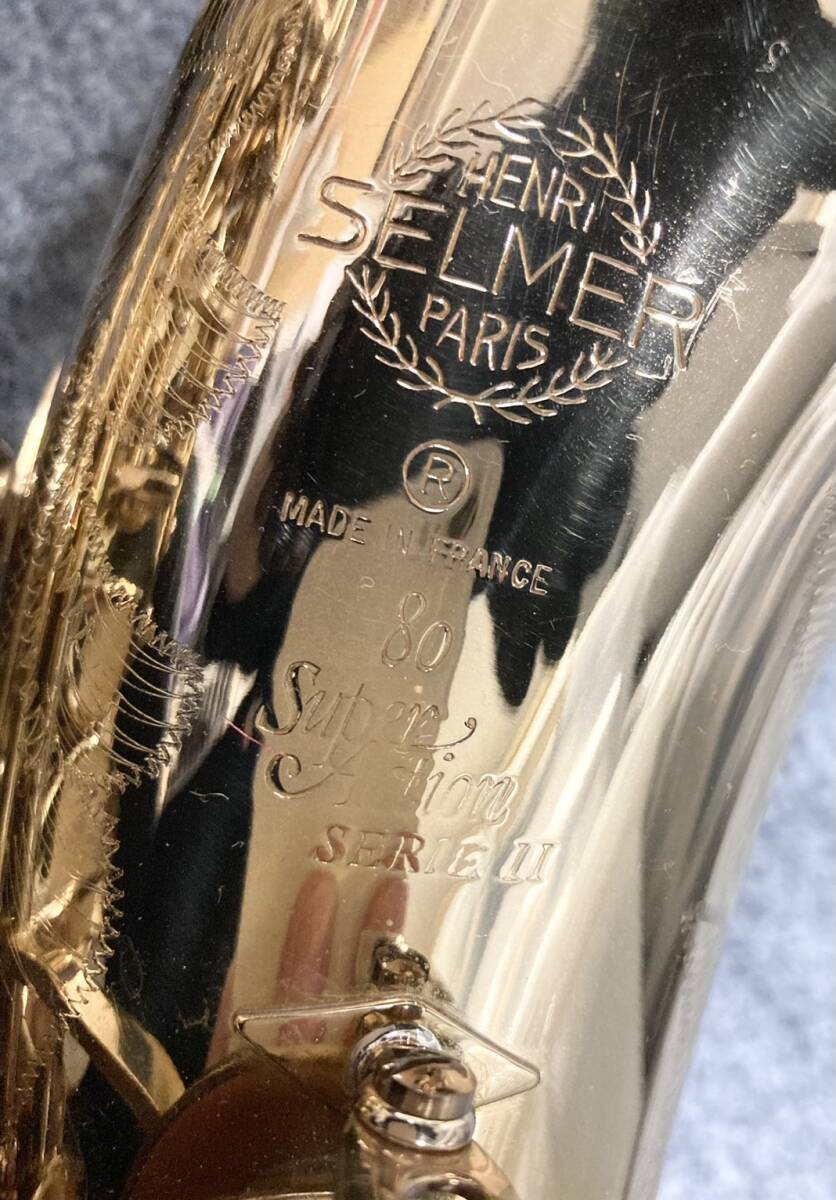 HENRI
SELMER
PARIS
®
MADE IN FRANCE
80
Super
Action
SERIE II